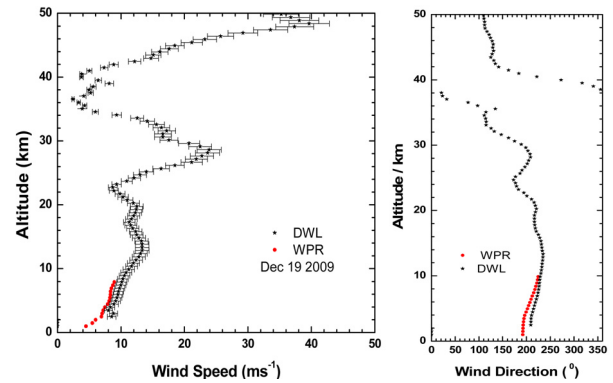 50
40
30
20
10
0
Altitude (km)
0 10 20 30 40 50
Wind Speed (ms⁻¹)
DWL
WPR
Dec 19 2009
50
40
30
20
10
0
Altitude / km
0 50 100 150 200 250 300 350
Wind Direction (⁰)
WPR
DWL